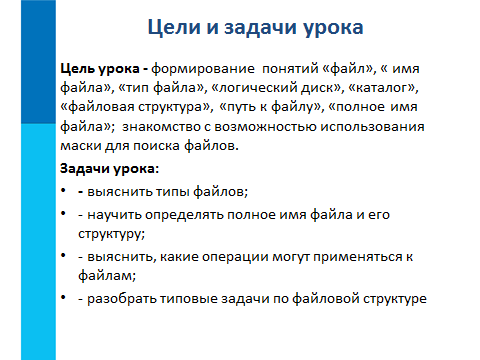 Цели и задачи урока
Цель урока - формирование понятий «файл», « имя
файла», «тип файла», «логический диск», «каталог»,
«файловая структура», «путь к файлу», «полное имя
файла»; знакомство с возможностью использования
маски для поиска файлов.
Задачи урока:
• - выяснить типы файлов;
• - научить определять полное имя файла и его
структуру;
• - выяснить, какие операции могут применяться к
файлам;
• - разобрать типовые задачи по файловой структуре